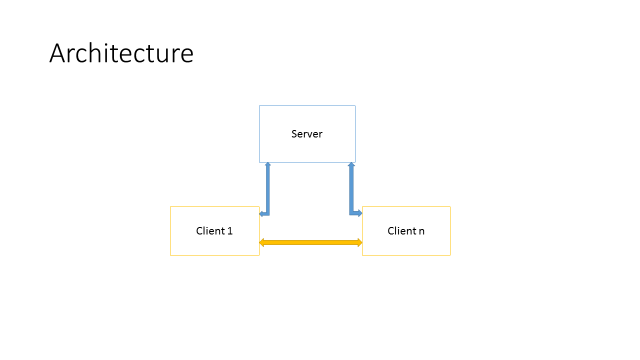 Architecture
Server
Client 1
Client n